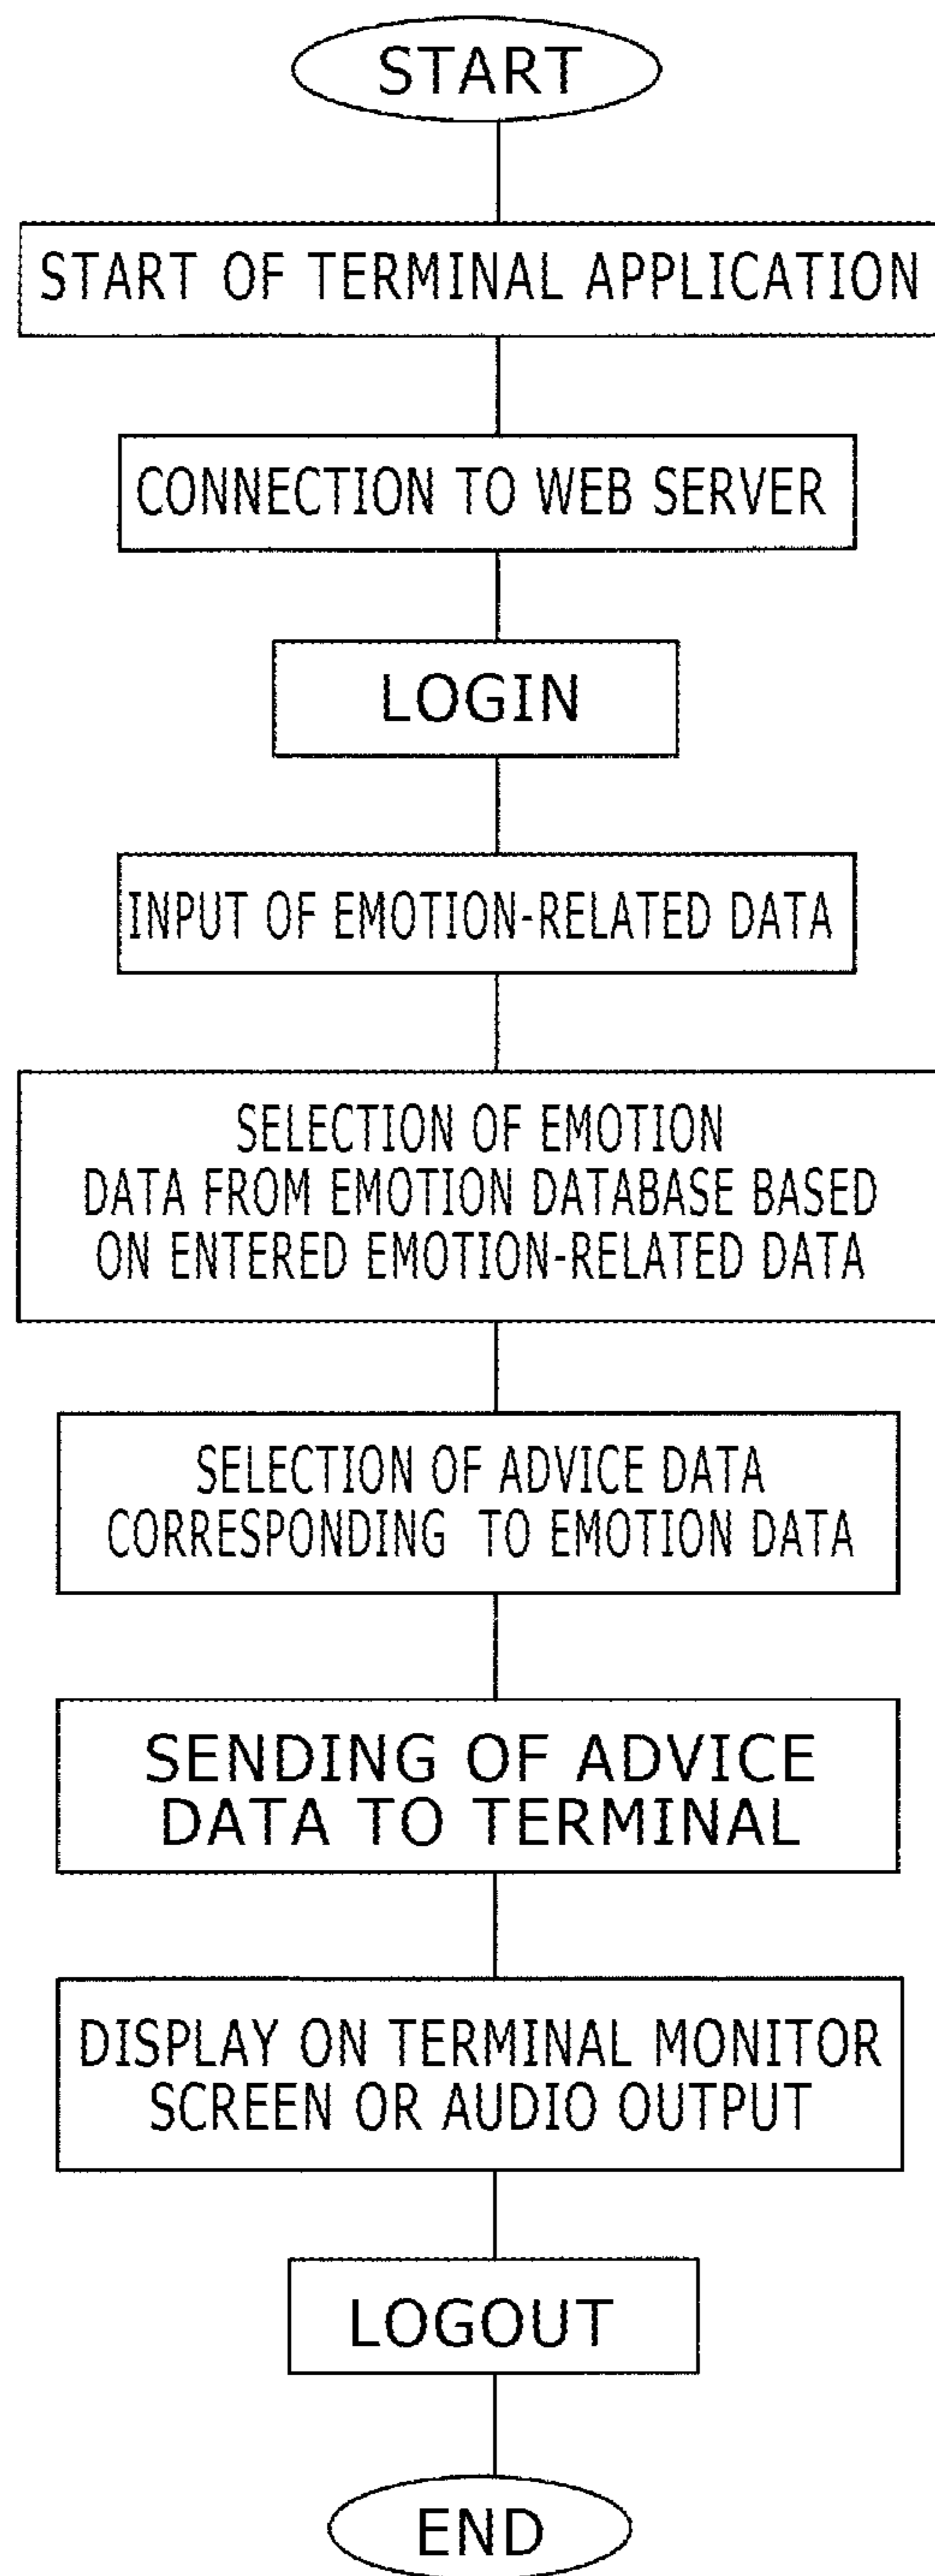 START
START OF TERMINAL APPLICATION
CONNECTION TO WEB SERVER
LOGIN
INPUT OF EMOTION-RELATED DATA
SELECTION OF EMOTION
DATA FROM EMOTION DATABASE BASED
ON ENTERED EMOTION-RELATED DATA
SELECTION OF ADVICE DATA
CORRESPONDING TO EMOTION DATA
SENDING OF ADVICE
DATA TO TERMINAL
DISPLAY ON TERMINAL MONITOR
SCREEN OR AUDIO OUTPUT
LOGOUT
END